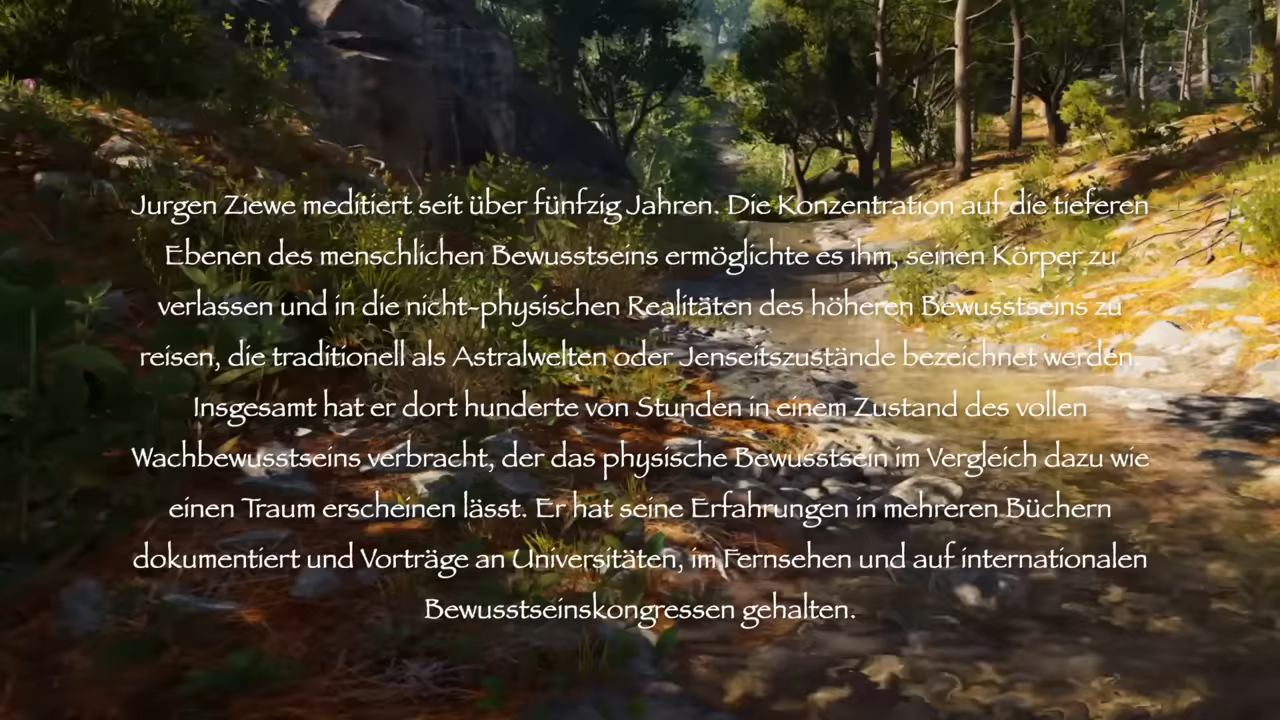 Jurgen Ziewe meditiert seit über fünfzig Jahren. Die Konzentration auf die tieferen
Ebenen des menschlichen Bewusstseins ermöglichte es ihm, seinen Körper zu
verlassen und in die nicht-physischen Realitäten des höheren Bewusstseins zu
reisen, die traditionell als Astralwelten oder Jenseitszustände bezeichnet werden.
Insgesamt hat er dort hunderte von Stunden in einem Zustand des vollen
Wachbewusstseins verbracht, der das physische Bewusstsein im Vergleich dazu wie
einen Traum erscheinen lässt. Er hat seine Erfahrungen in mehreren Büchern
dokumentiert und Vorträge an Universitäten, im Fernsehen und auf internationalen
Bewusstseinskongressen gehalten.